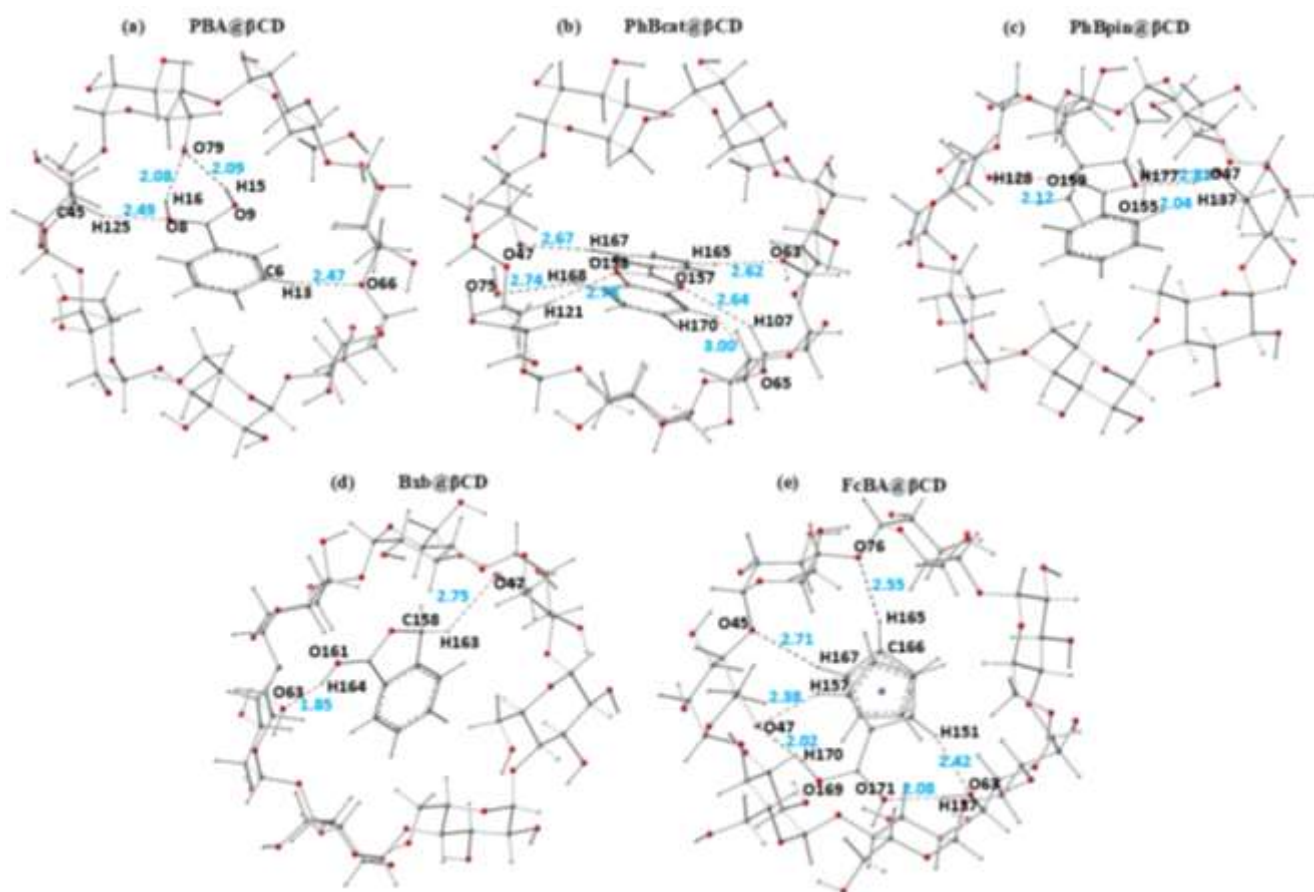 (a) PBA@βCD
(b) PhBcat@βCD
(c) PhBpin@βCD
O79
2.08
2.09
H15
H16
C45
2.49
H125
O8
O9
C6
2.47
H13
O66
2.67
H167
O47
H165
O63
2.62
O157
O75
2.74
H168
2.64
H121
H170
H107
3.00
O65
H128
O159
H177
O47
2.12
O155
2.04
H137
(d) Bxb@βCD
2.75
O42
C158
H163
O161
O63
H164
1.85
(e) FcBA@βCD
O76
2.55
H165
O45
2.71
C166
H167
H157
O47
2.02
H170
H151
2.42
O169
O171
2.08
H137